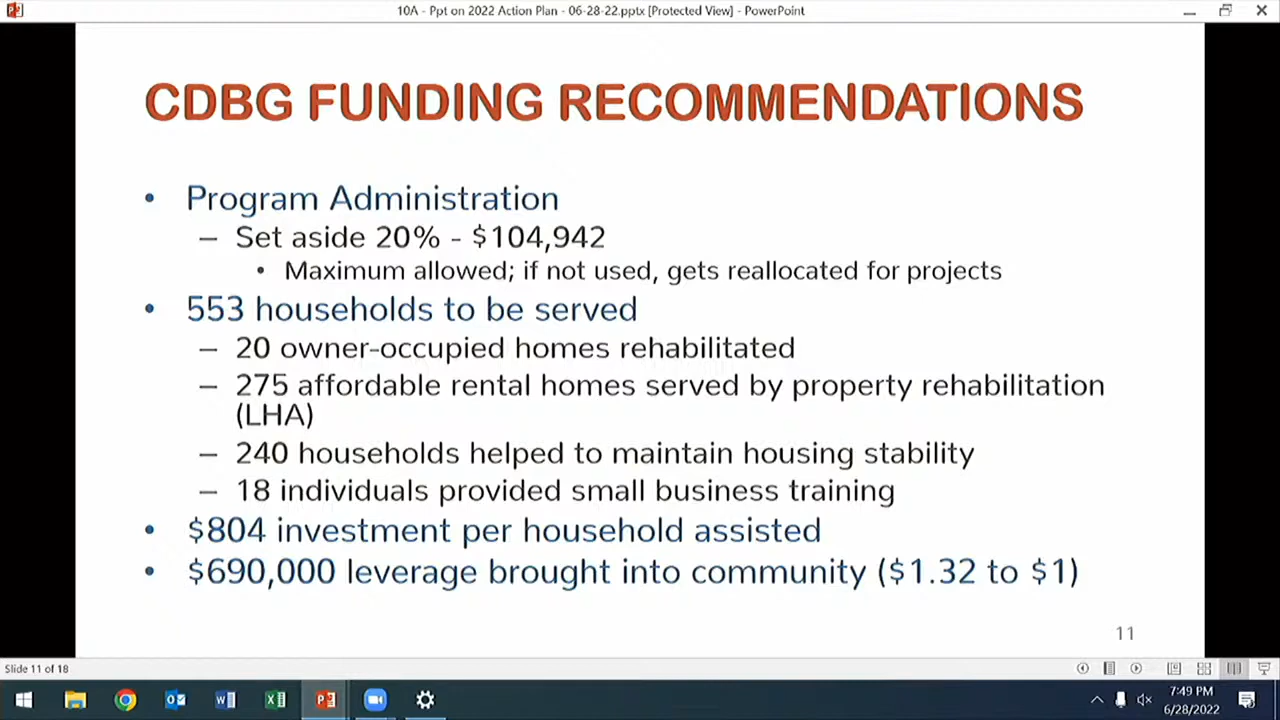 10A - Ppt on 2022 Action Plan - 06-28-22.pptx [Protected View] - PowerPoint
CDBG FUNDING RECOMMENDATIONS
• Program Administration
– Set aside 20% - $104,942
• Maximum allowed; if not used, gets reallocated for projects
• 553 households to be served
– 20 owner-occupied homes rehabilitated
– 275 affordable rental homes served by property rehabilitation
(LHA)
– 240 households helped to maintain housing stability
– 18 individuals provided small business training
• $804 investment per household assisted
• $690,000 leverage brought into community ($1.32 to $1)
11
Slide 11 of 18
7:49 PM
6/28/2022